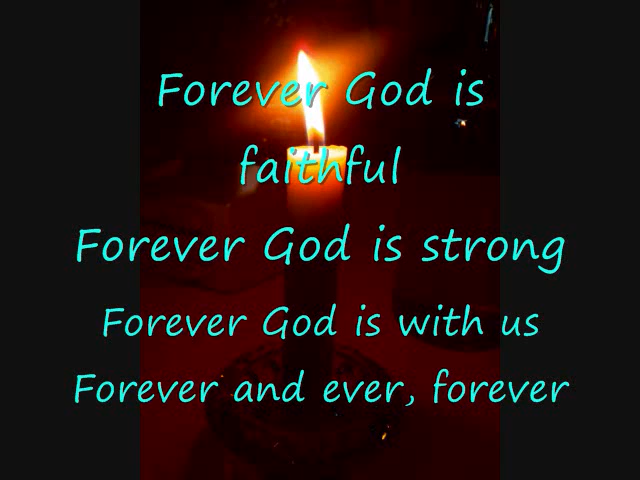 Forever God is
faithful
Forever God is strong
Forever God is with us
Forever and ever, forever